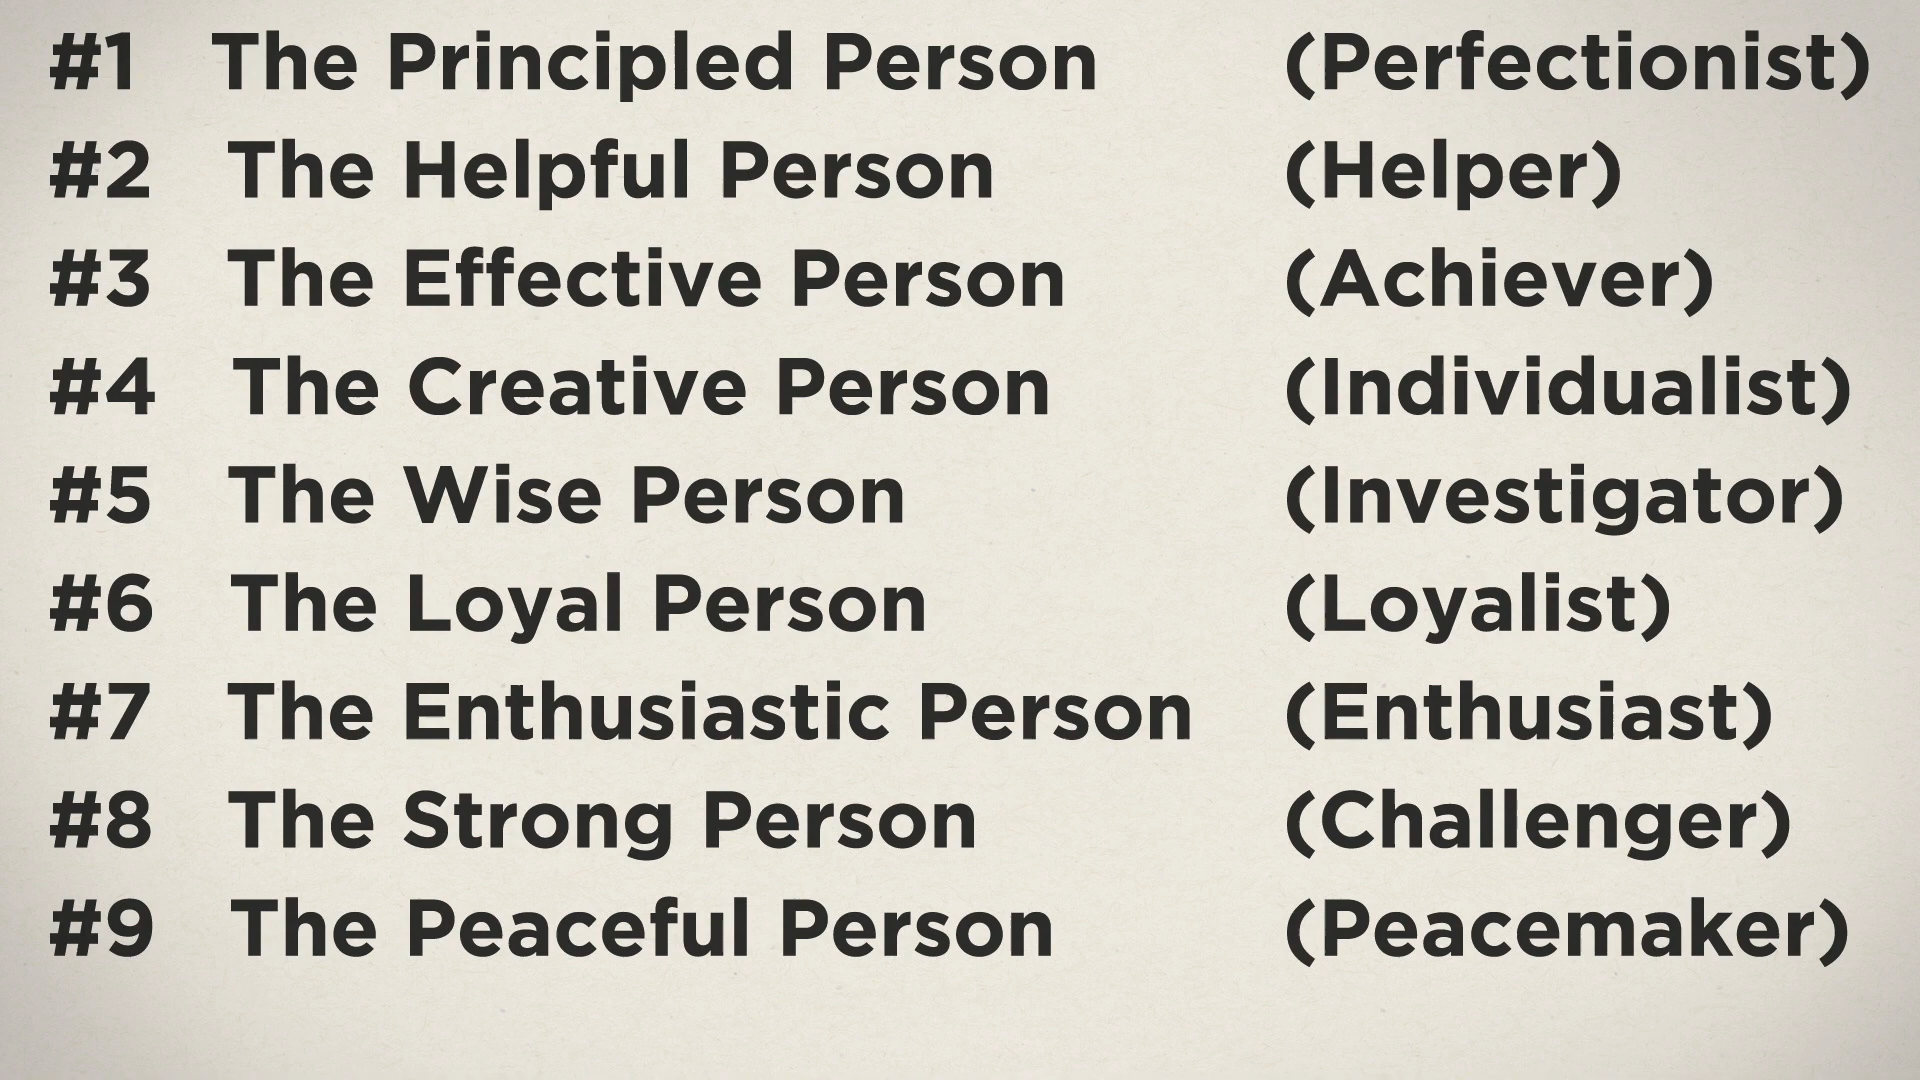 #1 The Principled Person (Perfectionist)
#2 The Helpful Person (Helper)
#3 The Effective Person (Achiever)
#4 The Creative Person (Individualist)
#5 The Wise Person (Investigator)
#6 The Loyal Person (Loyalist)
#7 The Enthusiastic Person (Enthusiast)
#8 The Strong Person (Challenger)
#9 The Peaceful Person (Peacemaker)